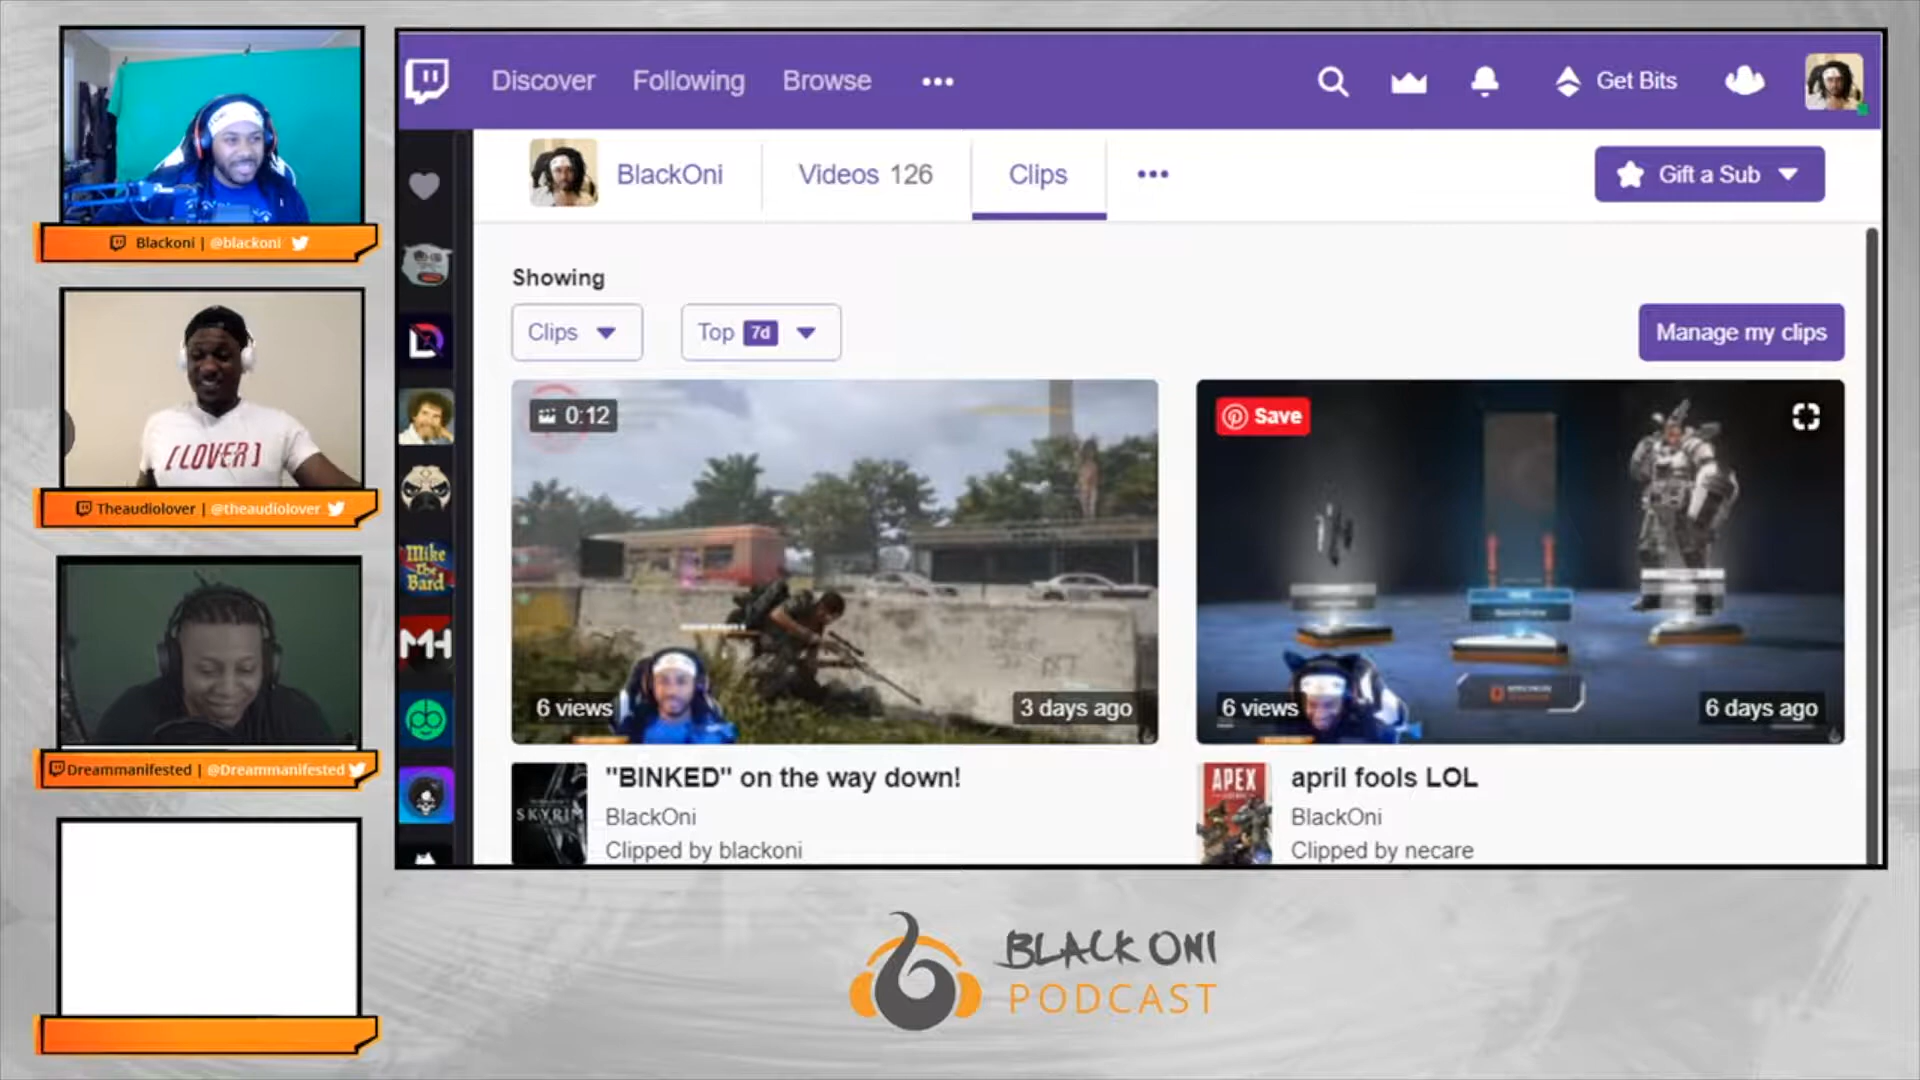 Discover Following Browse
Get Bits
BlackOni Videos 126 Clips
Gift a Sub
Showing
Clips Top 7d
Manage my clips
0:12
6 views
3 days ago
"BINKED" on the way down!
BlackOni
Clipped by blackoni
SKYRIM
Save
6 views
6 days ago
april fools LOL
BlackOni
Clipped by necare
APEX
Mike
The
Bard
MH
Blackoni | @blackoni
[LOVER]
Theaudiolover | @theaudiolover
Dreammanifested | @Dreammanifested
BLACK ONI
PODCAST